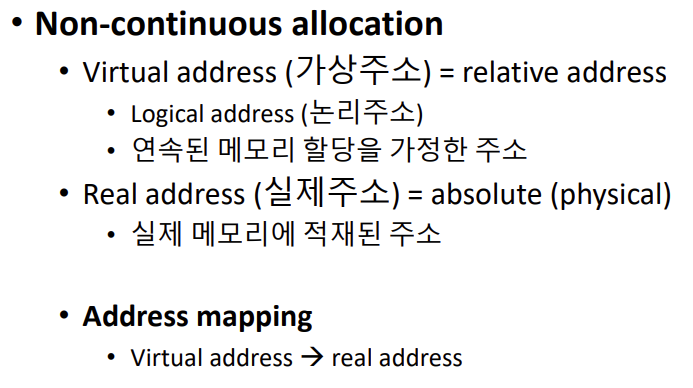 • Non-continuous allocation
• Virtual address (가상주소) = relative address
• Logical address (논리주소)
• 연속된 메모리 할당을 가정한 주소
• Real address (실제주소) = absolute (physical)
• 실제 메모리에 적재된 주소
• Address mapping
• Virtual address → real address